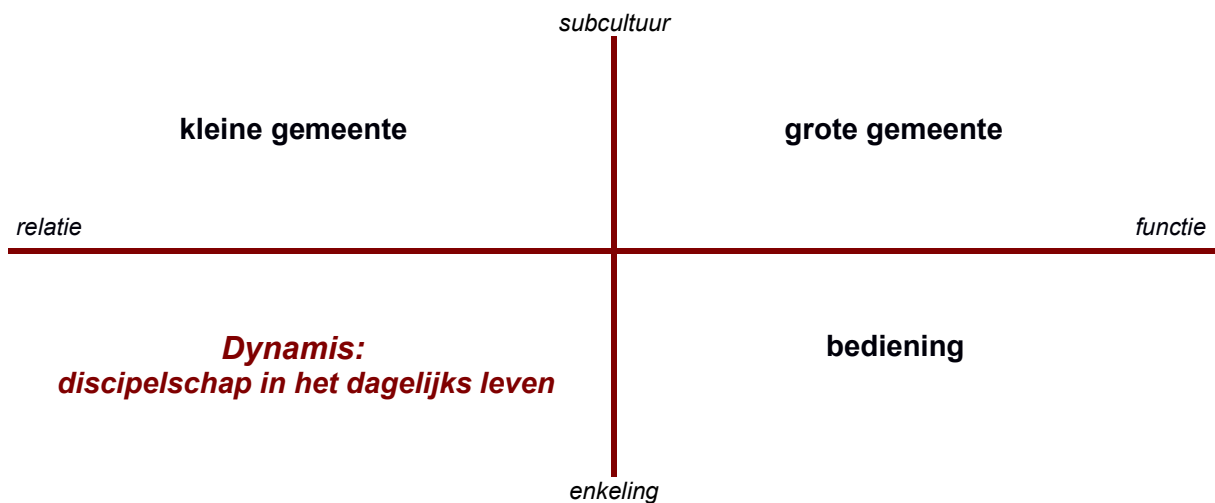 subcultuur
kleine gemeente
grote gemeente
relatie
functie
Dynamis:
discipelschap in het dagelijks leven
bediening
enkeling